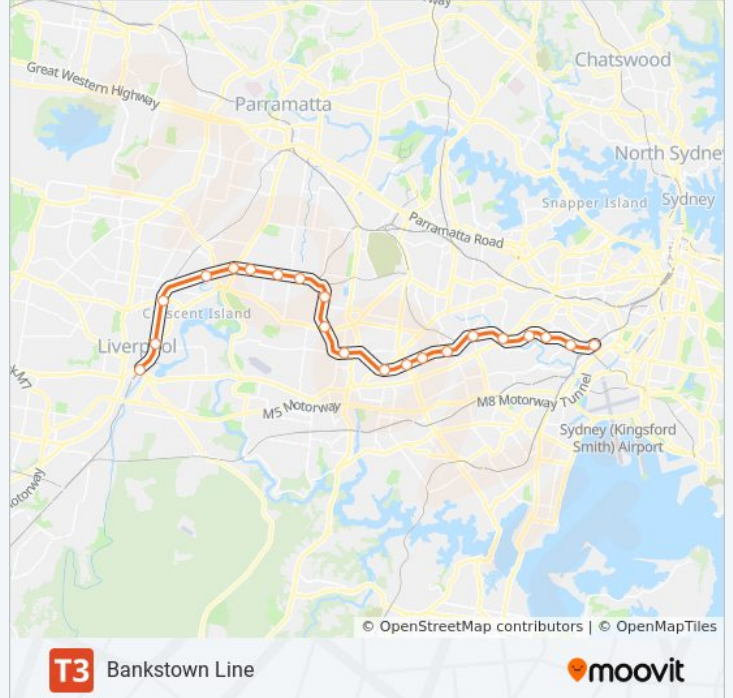 Chatswood
Great Western Highway
Parramatta
North Sydne
Snapper Island
Sydney
Parramatta Road
Crescent Island
Liverpool
M5 Motorway
M8 Motorway Tunnel
Sydney (Kingsford
Smith) Airport
© OpenStreetMap contributors | © OpenMapTiles
T3 Bankstown Line
moovit